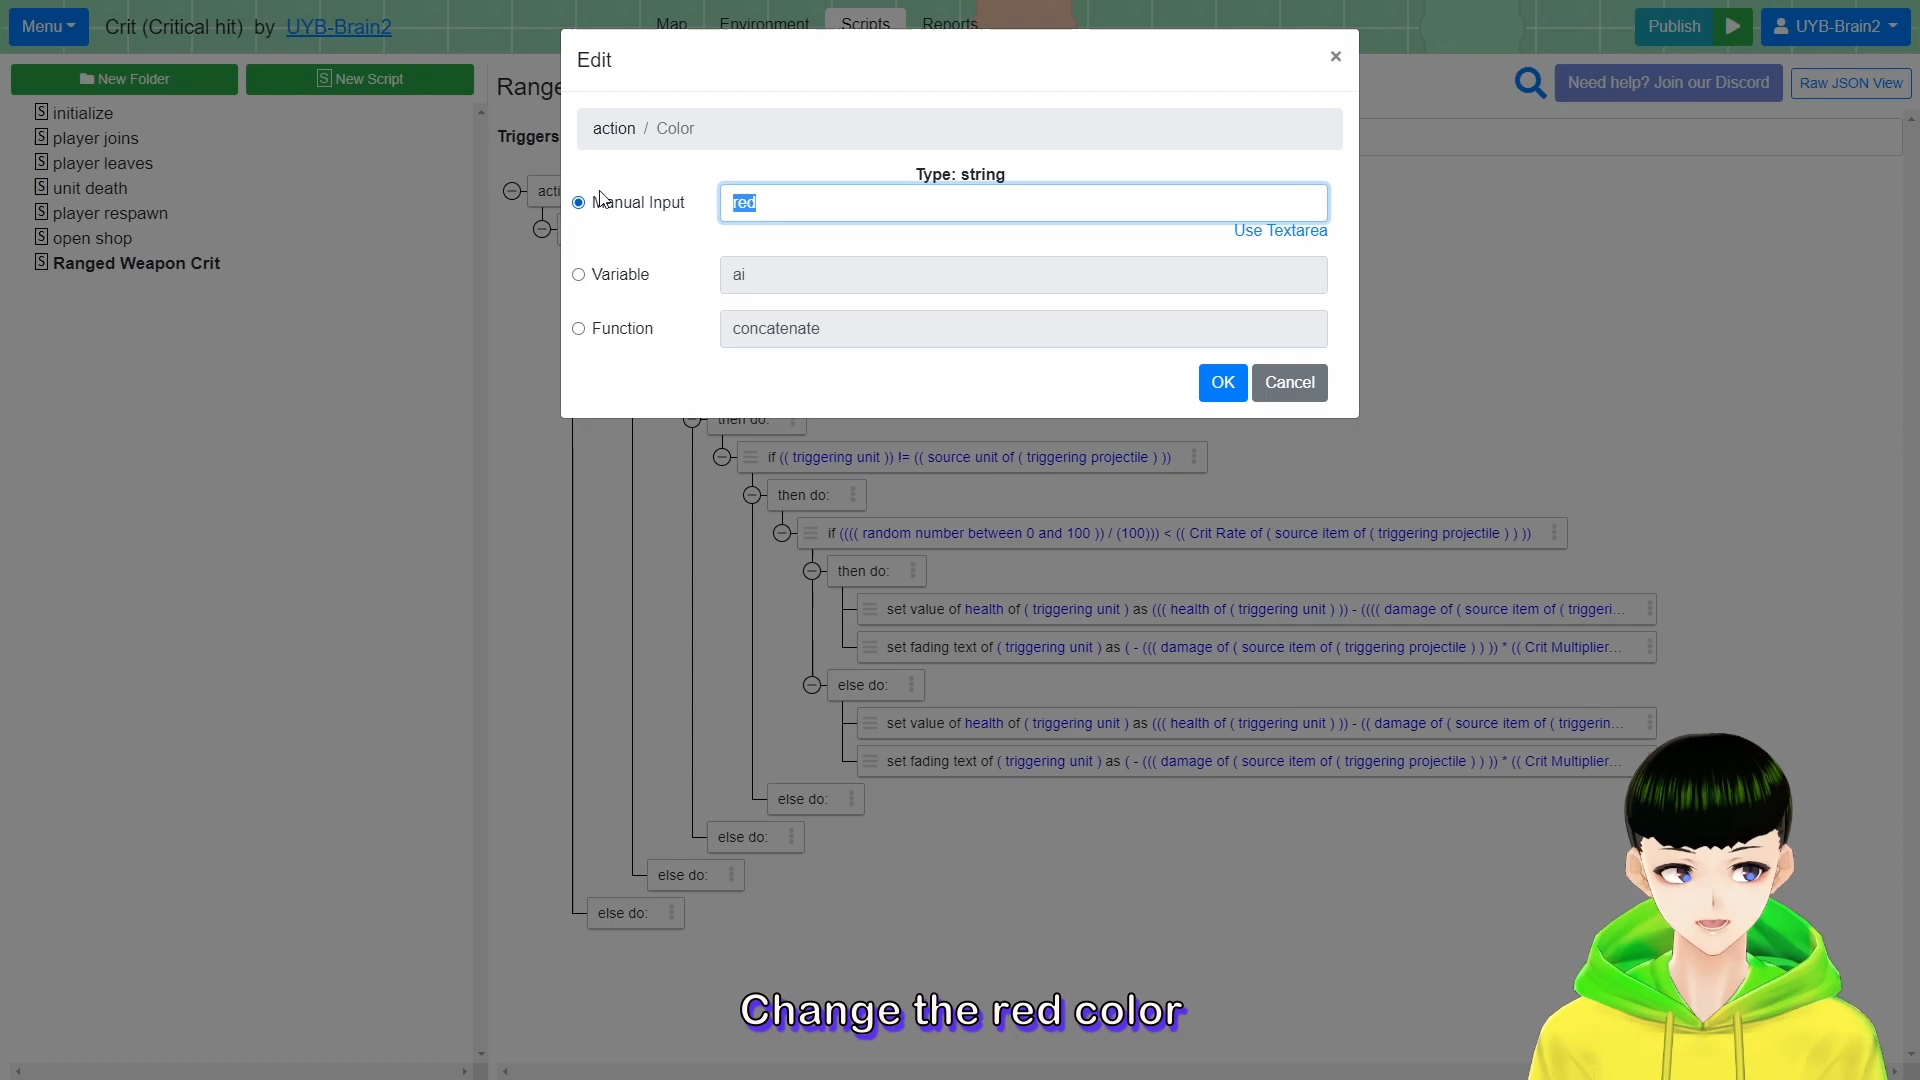 Menu
Crit (Critical hit) by UYB-Brain2
Map Environment Scripts Reports
Publish
UYB-Brain2
New Folder
S New Script
S initialize
S player joins
S player leaves
S unit death
S player respawn
S open shop
S Ranged Weapon Crit
Need help? Join our Discord
Raw JSON View
Triggers
Edit
×
action / Color
Type: string
Manual Input
red
Use Textarea
Variable
ai
Function
concatenate
OK
Cancel
then do:
if (( triggering unit )) != (( source unit of ( triggering projectile ) ))
then do:
if (((( random number between 0 and 100 )) / (100))) < (( Crit Rate of ( source item of ( triggering projectile ) ) ))
then do:
set value of health of ( triggering unit ) as ((( health of ( triggering unit ) )) - (((( damage of ( source item of ( triggeri...
set fading text of ( triggering unit ) as ( - ((( damage of ( source item of ( triggering projectile ) ) )) * (( Crit Multiplier...
else do:
set value of health of ( triggering unit ) as ((( health of ( triggering unit ) )) - (( damage of ( source item of ( triggerin...
set fading text of ( triggering unit ) as ( - ((( damage of ( source item of ( triggering projectile ) ) )) * (( Crit Multiplier...
else do:
else do:
else do:
else do:
Change the red color